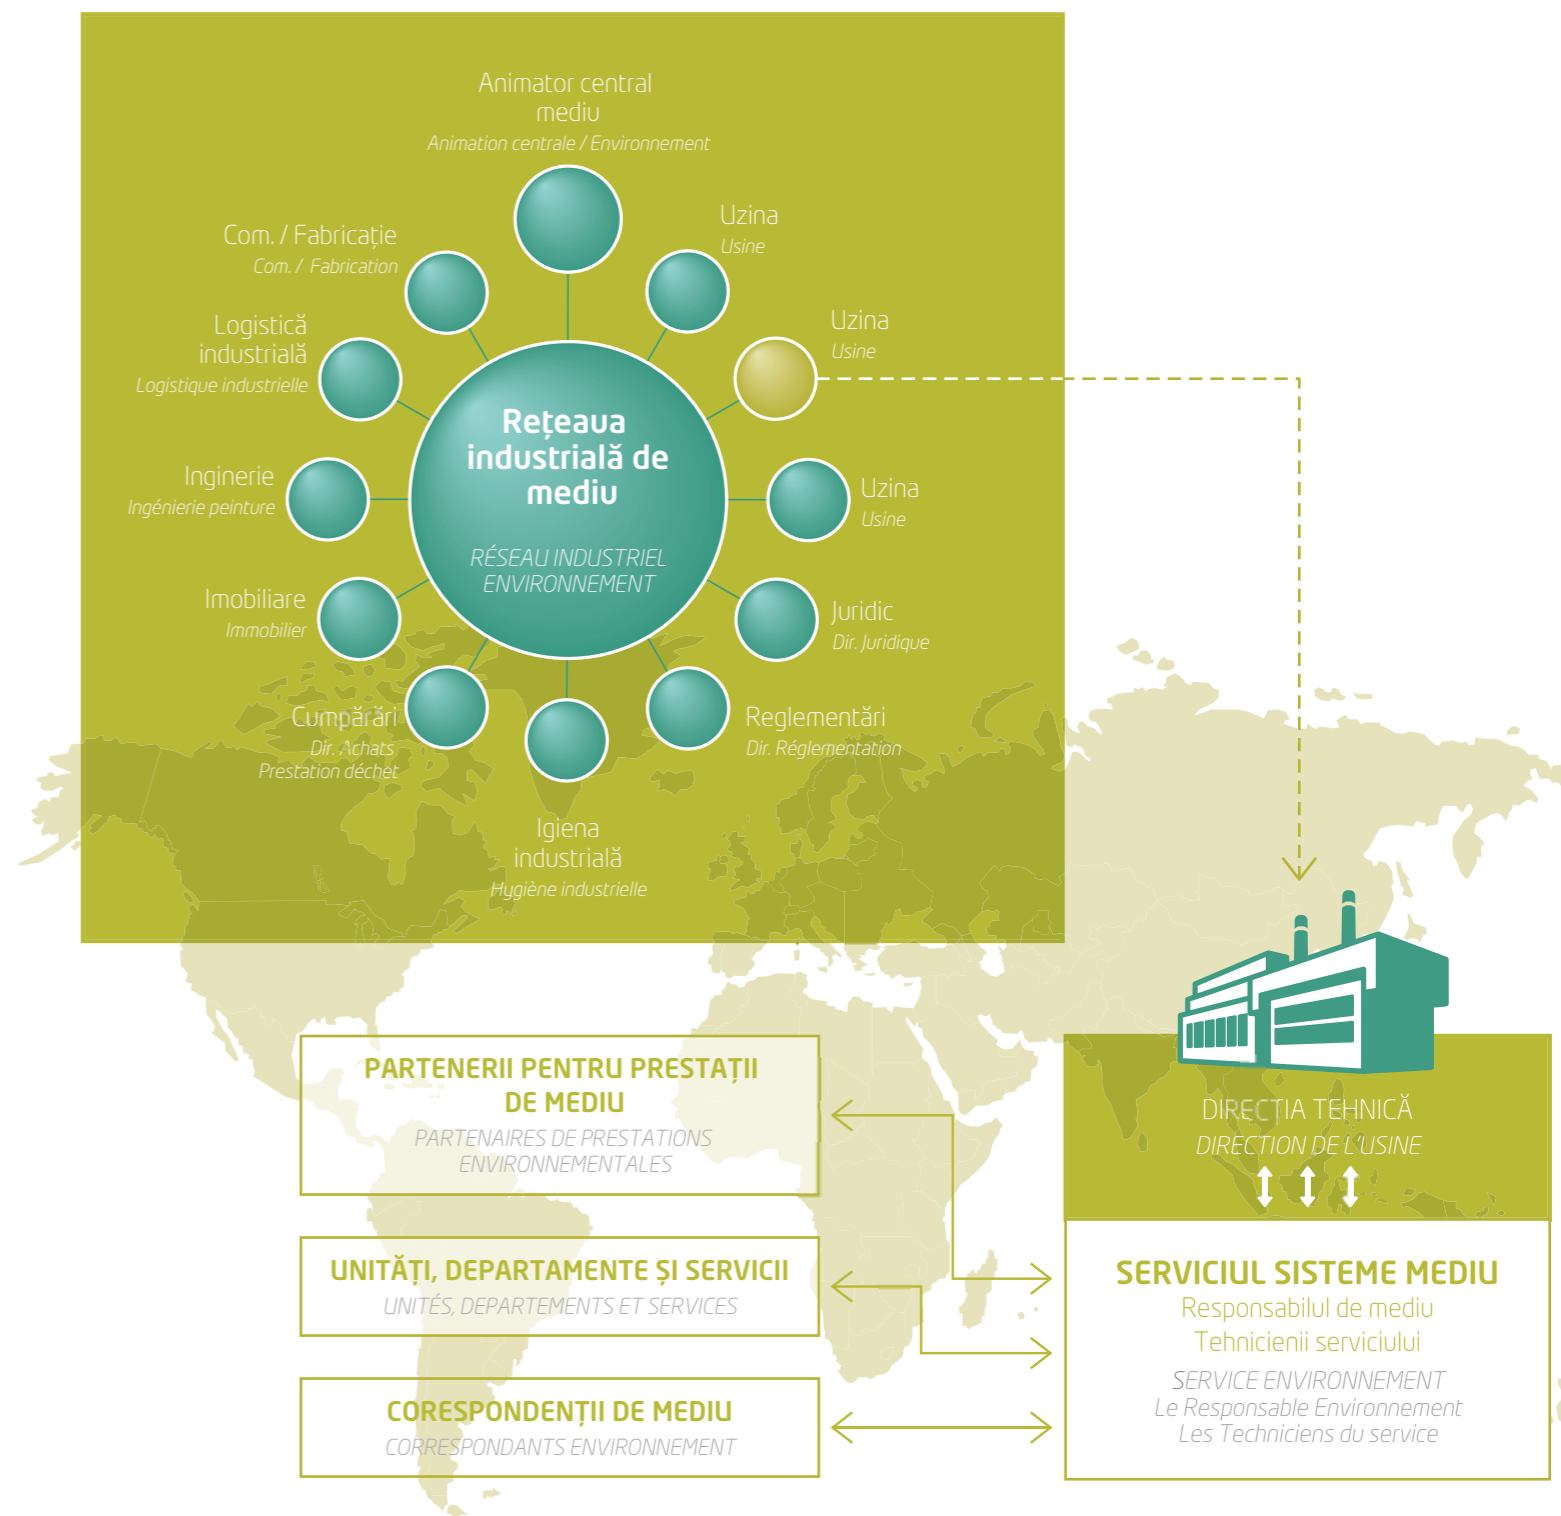 Animator central
mediu
Animation centrale / Environnement
Uzina
Usine
Com. / Fabricație
Com. / Fabrication
Uzina
Usine
Logistică
industrială
Logistique industrielle
Rețeaua
industrială de
mediu
RÉSEAU INDUSTRIEL
ENVIRONNEMENT
Inginerie
Ingénierie peinture
Uzina
Usine
Imobiliare
Immobilier
Juridic
Dir. Juridique
Cumpărări
Dir. Achats
Prestation déchet
Reglementări
Dir. Réglementation
Igiena
industrială
Hygiène industrielle
PARTENERII PENTRU PRESTAȚII
DE MEDIU
PARTENAIRES DE PRESTATIONS
ENVIRONNEMENTALES
UNITĂȚI, DEPARTAMENTE ȘI SERVICII
UNITÉS, DEPARTEMENTS ET SERVICES
CORESPONDENȚII DE MEDIU
CORRESPONDANTS ENVIRONNEMENT
DIRECȚIA TEHNICĂ
DIRECTION DE L'USINE
SERVICIUL SISTEME MEDIU
Responsabilul de mediu
Tehnicienii serviciului
SERVICE ENVIRONNEMENT
Le Responsable Environnement
Les Techniciens du service